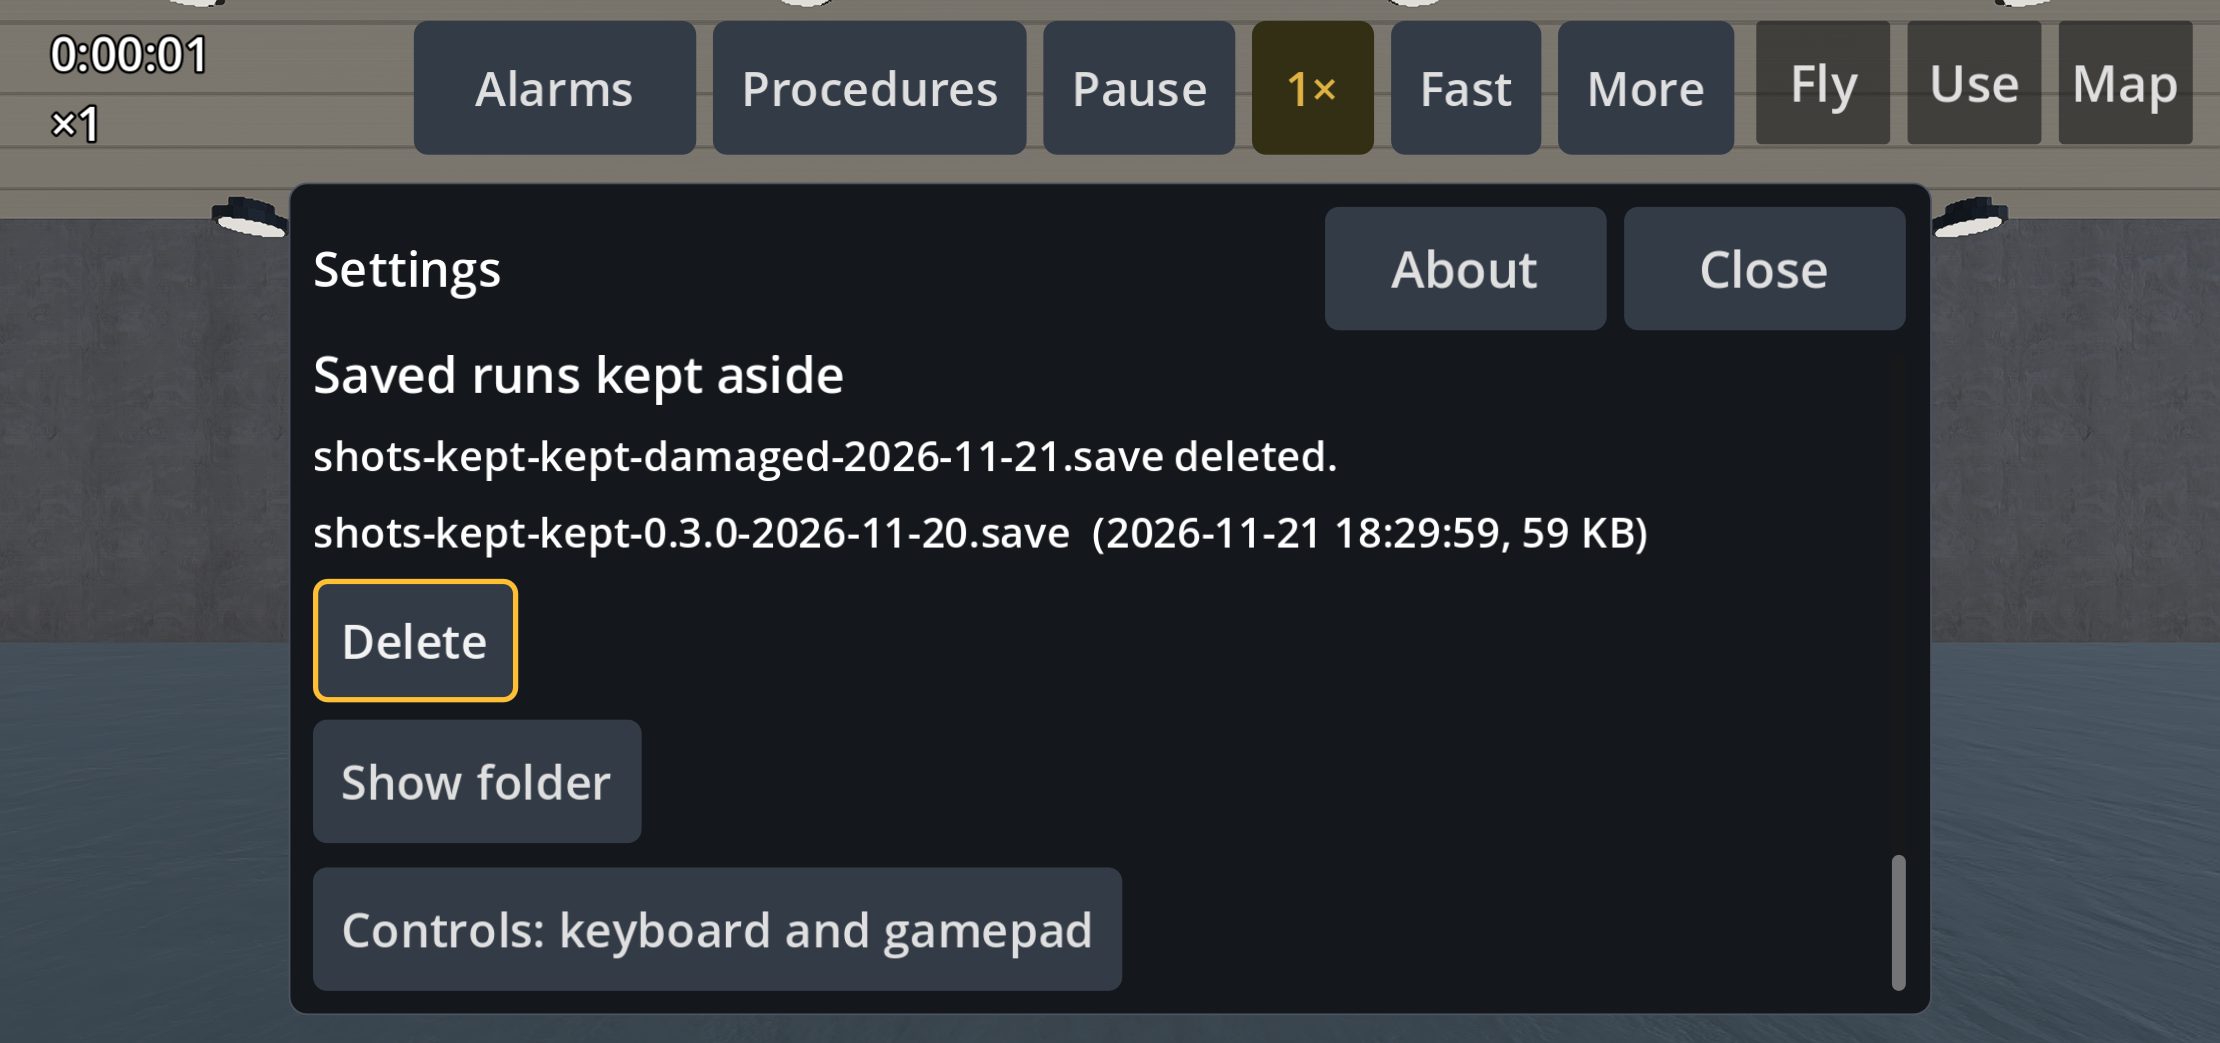 0:00:01
×1
Alarms
Procedures
Pause
1×
Fast
More
Fly
Use
Map
Settings
About
Close
Saved runs kept aside
shots-kept-kept-damaged-2026-11-21.save deleted.
shots-kept-kept-0.3.0-2026-11-20.save (2026-11-21 18:29:59, 59 KB)
Delete
Show folder
Controls: keyboard and gamepad